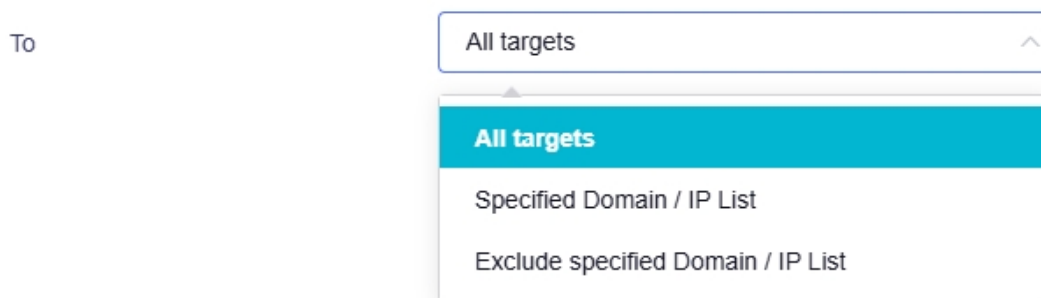 To
All targets
All targets
Specified Domain / IP List
Exclude specified Domain / IP List